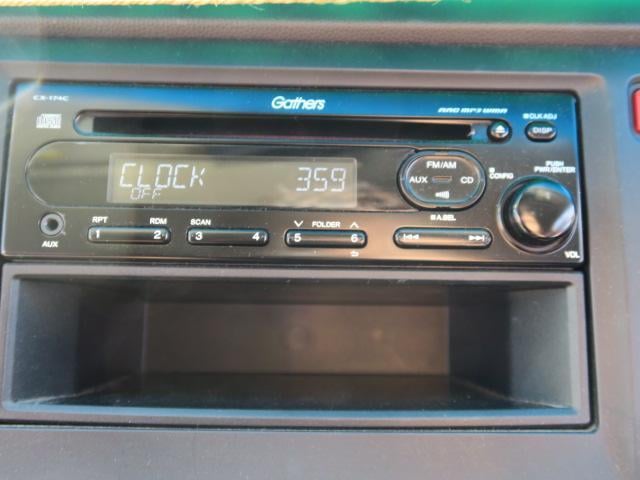 CX-174C
Gathers
AAC MP3 WMA
CLK ADJ
DISP
FM/AM
AUX CD
CONFIG
PUSH
PWR/ENTER
CLOCK 359
OFF
AUX
RPT RDM SCAN FOLDER A.SEL
1 2 3 4 5 6
VOL